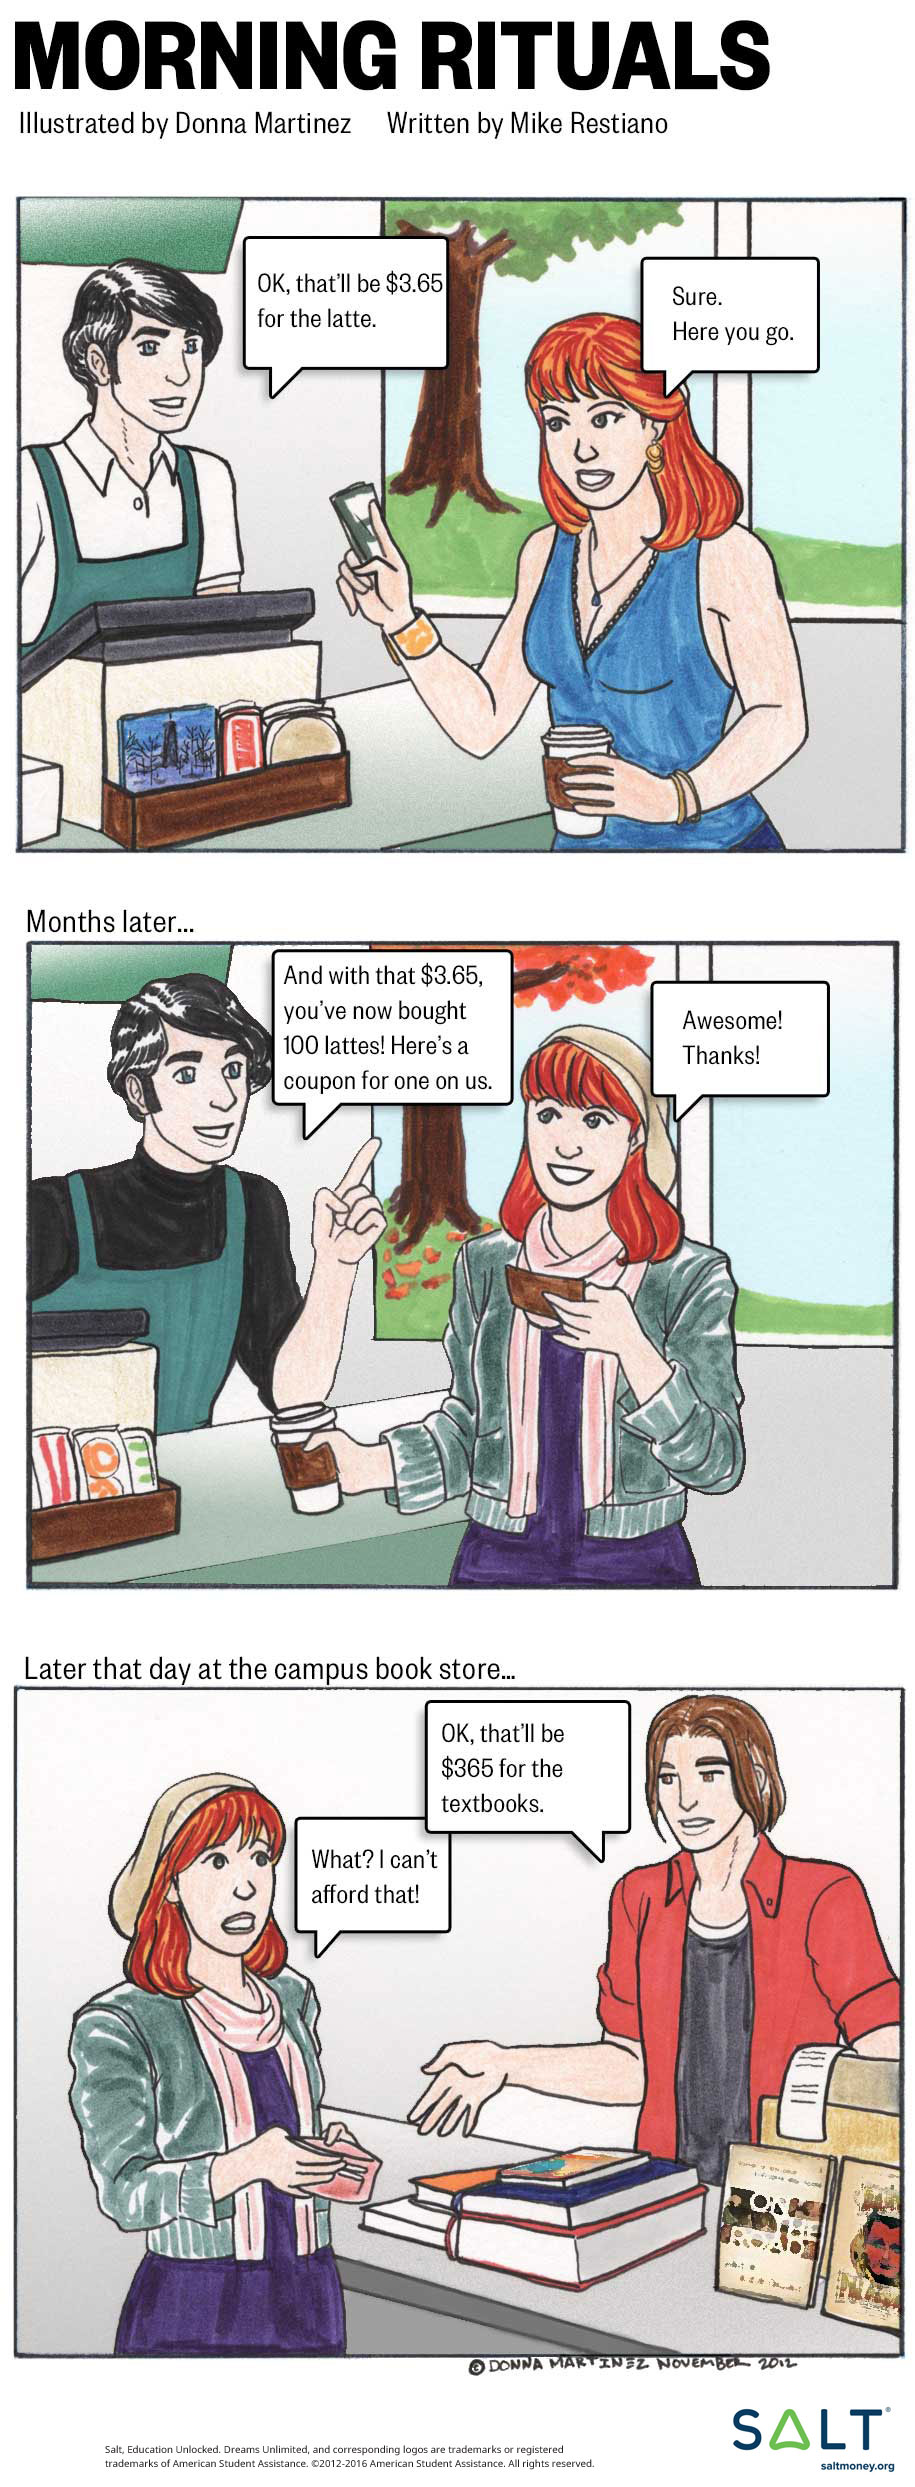 MORNING RITUALS
Illustrated by Donna Martinez Written by Mike Restiano
OK, that'll be $3.65
for the latte.
Sure.
Here you go.
Months later...
And with that $3.65,
you've now bought
100 lattes! Here's a
coupon for one on us.
Awesome!
Thanks!
Later that day at the campus book store...
OK, that'll be
$365 for the
textbooks.
What? I can't
afford that!
© DONNA MARTINEZ NOVEMBER 2012
SALT®
saltmoney.org
Salt, Education Unlocked. Dreams Unlimited, and corresponding logos are trademarks or registered
trademarks of American Student Assistance. ©2012-2016 American Student Assistance. All rights reserved.